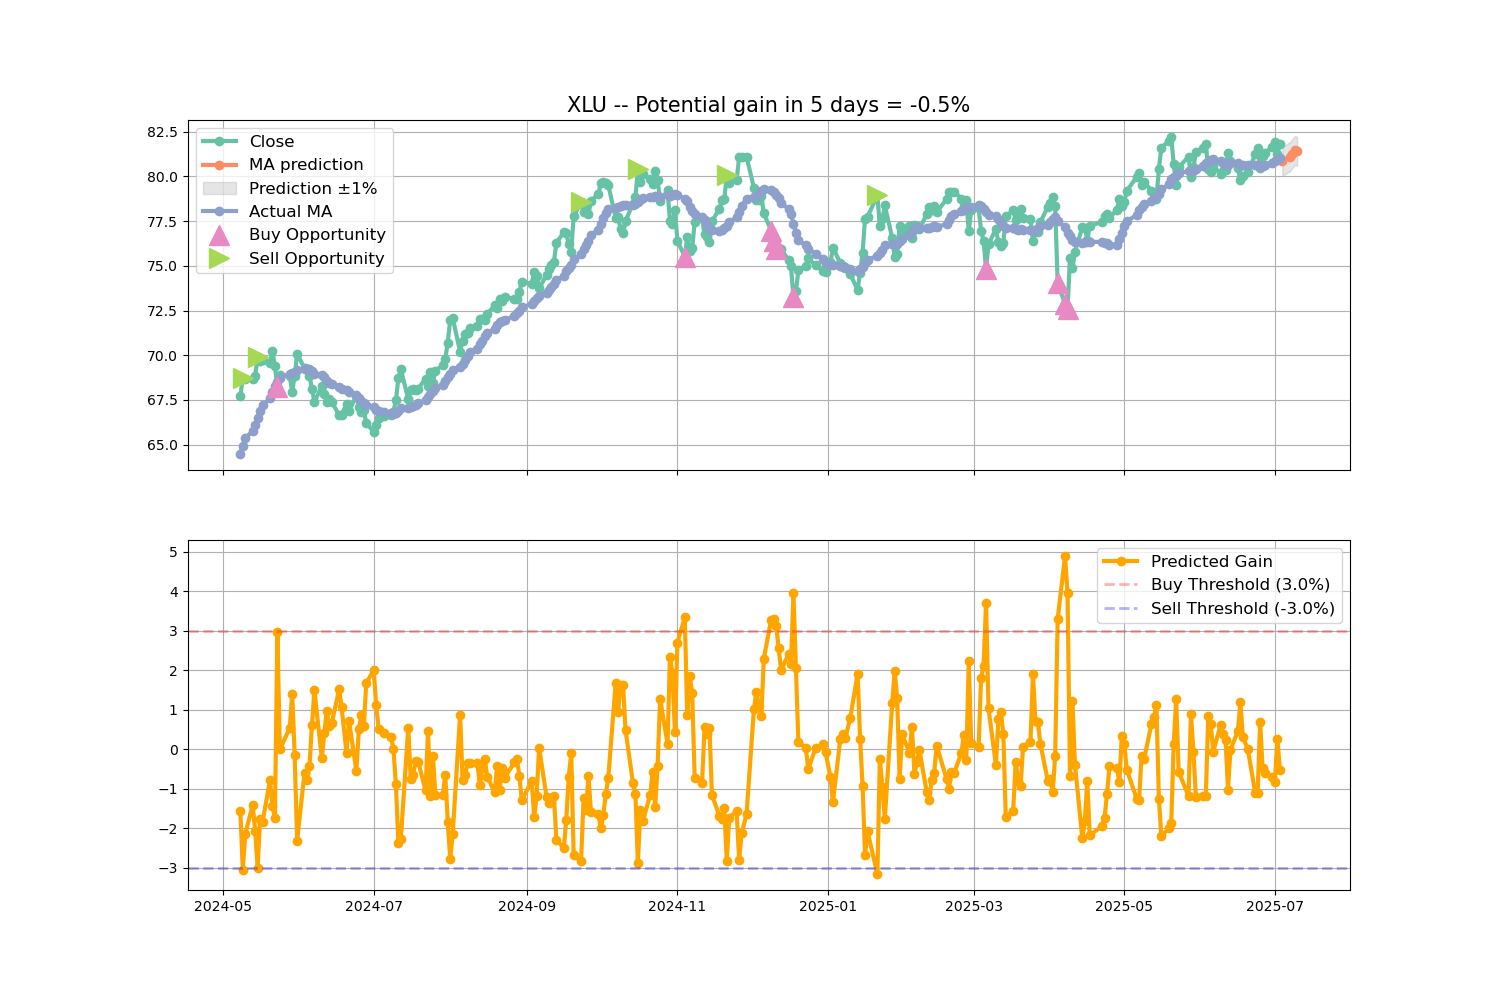 XLU -- Potential gain in 5 days = -0.5%
82.5
80.0
77.5
75.0
72.5
70.0
67.5
65.0
Close
MA prediction
Prediction ±1%
Actual MA
Buy Opportunity
Sell Opportunity
5
4
3
2
1
0
−1
−2
−3
Predicted Gain
Buy Threshold (3.0%)
Sell Threshold (-3.0%)
2024-05
2024-07
2024-09
2024-11
2025-01
2025-03
2025-05
2025-07